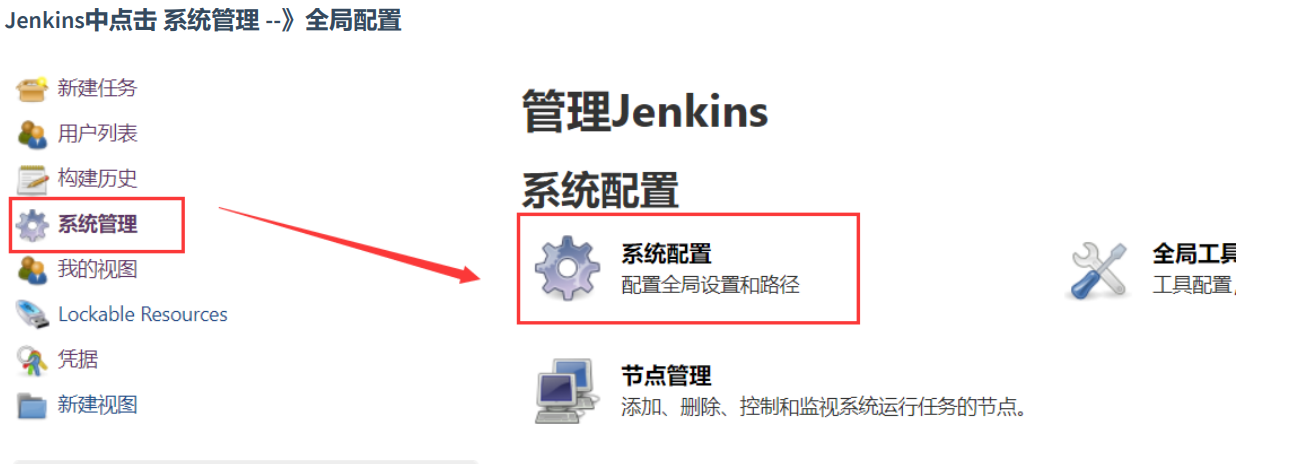 Jenkins中点击 系统管理 --》全局配置
新建任务
用户列表
构建历史
系统管理
我的视图
Lockable Resources
凭据
新建视图
管理Jenkins
系统配置
系统配置
配置全局设置和路径
全局工具
工具配置,
节点管理
添加、删除、控制和监视系统运行任务的节点。